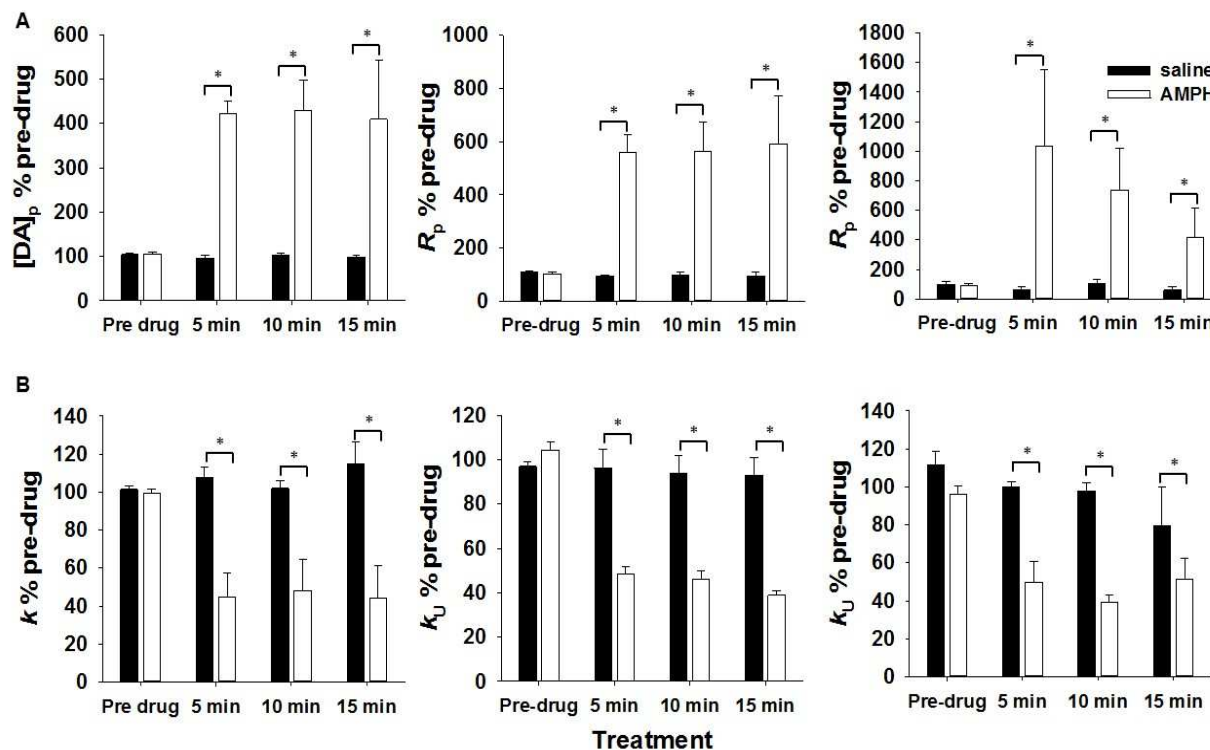 A
[DA]p % pre-drug
600
500
400
300
200
100
0
* * *
Pre drug 5 min 10 min 15 min
Rp % pre-drug
1000
800
600
400
200
0
* * *
Pre-drug 5 min 10 min 15 min
Rp % pre-drug
1800
1600
1400
1200
1000
800
600
400
200
0
* * *
saline
AMPH
Pre-drug 5 min 10 min 15 min
B
k % pre-drug
140
120
100
80
60
40
20
0
* * *
Pre drug 5 min 10 min 15 min
kU % pre-drug
120
100
80
60
40
20
0
* * *
Pre-drug 5 min 10 min 15 min
kU % pre-drug
140
120
100
80
60
40
20
0
* * *
Pre-drug 5 min 10 min 15 min
Treatment